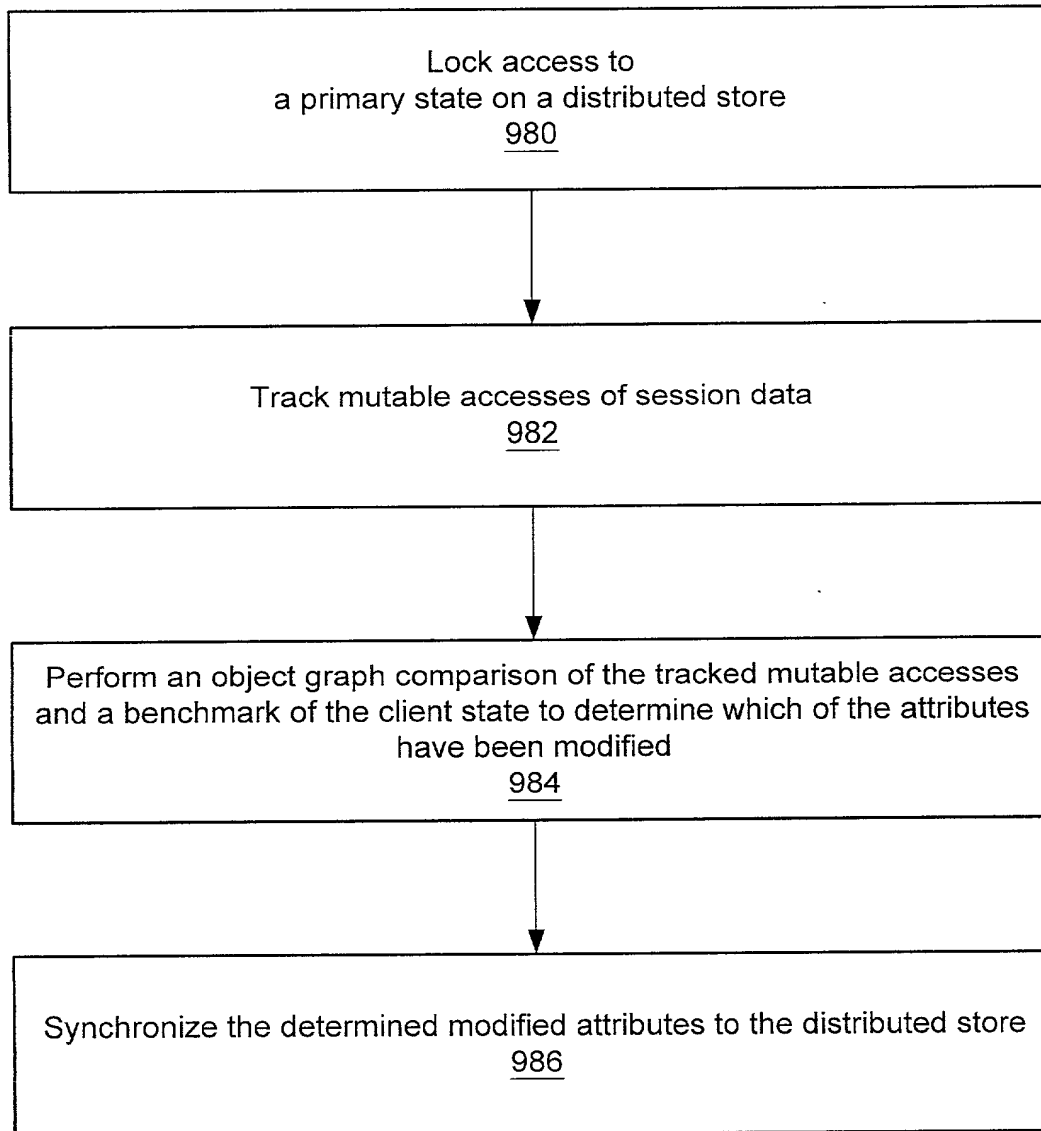 Lock access to
a primary state on a distributed store
980
Track mutable accesses of session data
982
Perform an object graph comparison of the tracked mutable accesses
and a benchmark of the client state to determine which of the attributes
have been modified
984
Synchronize the determined modified attributes to the distributed store
986